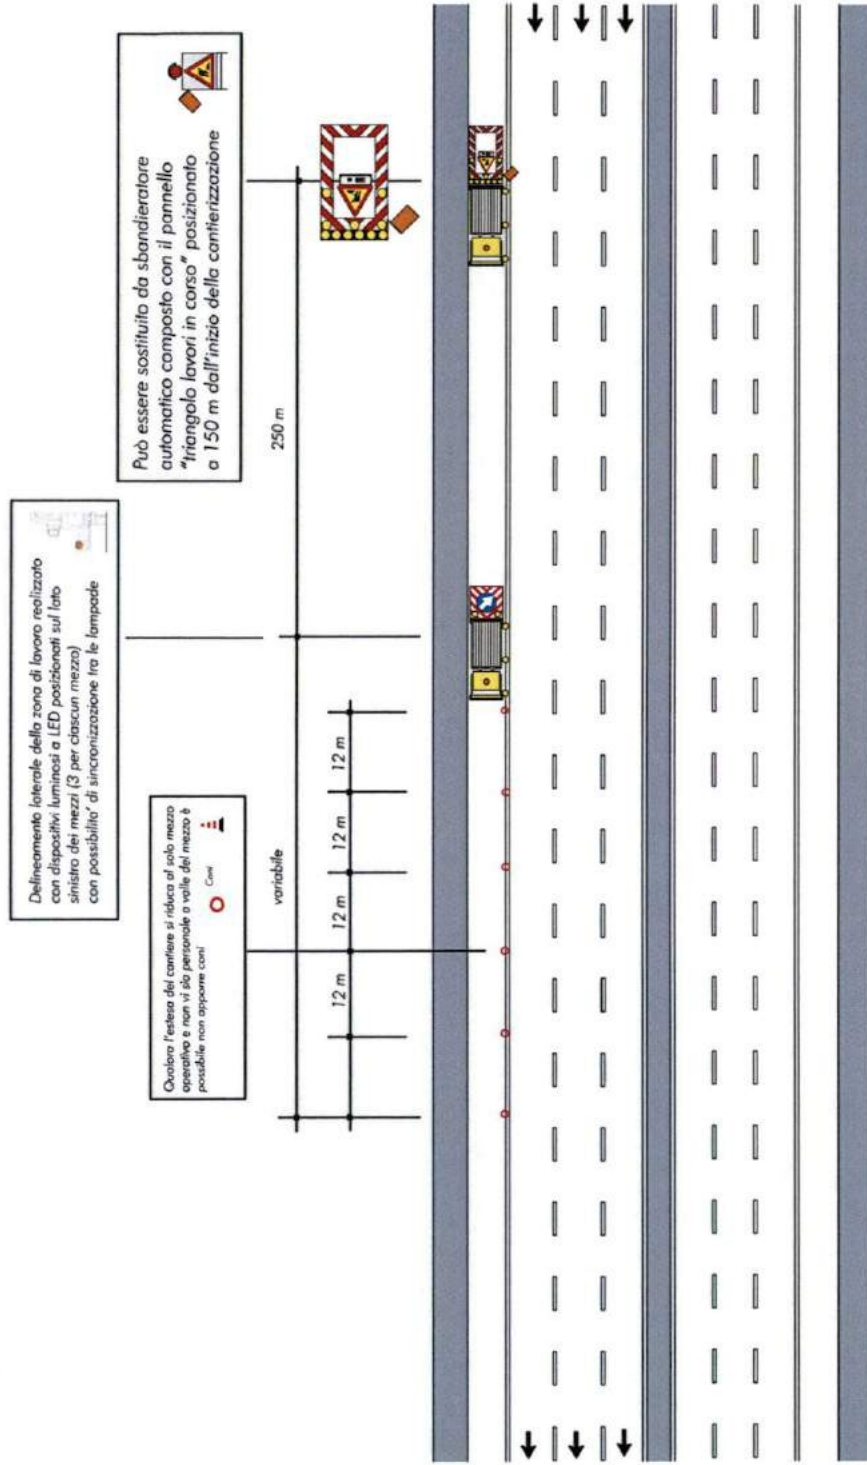 Delineamento laterale della zona di lavoro realizzato
con dispositivi luminosi a LED posizionati sul lato
sinistro dei mezzi (3 per ciascun mezzo)
con possibilita' di sincronizzazione tra le lampade
Può essere sostituito da sbandieratore
automatico composto con il pannello
"triangolo lavori in corso" posizionato
a 150 m dall'inizio della cantierizzazione
Qualora l'estesa del cantiere si riduca al solo mezzo
operativo e non vi sia personale a valle del mezzo è
possibile non apporre coni
Coni
variabile
250 m
12 m
12 m
12 m
12 m